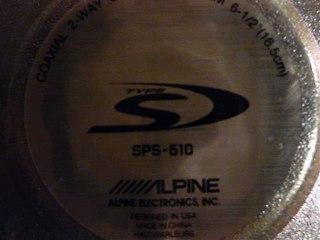 COAXIAL 2-WAY 6-1/2" (16.5cm)
TYPE S
SPS-610
ALPINE
ALPINE ELECTRONICS, INC.
DESIGNED IN USA
MADE IN CHINA
HAUTPARLEURS